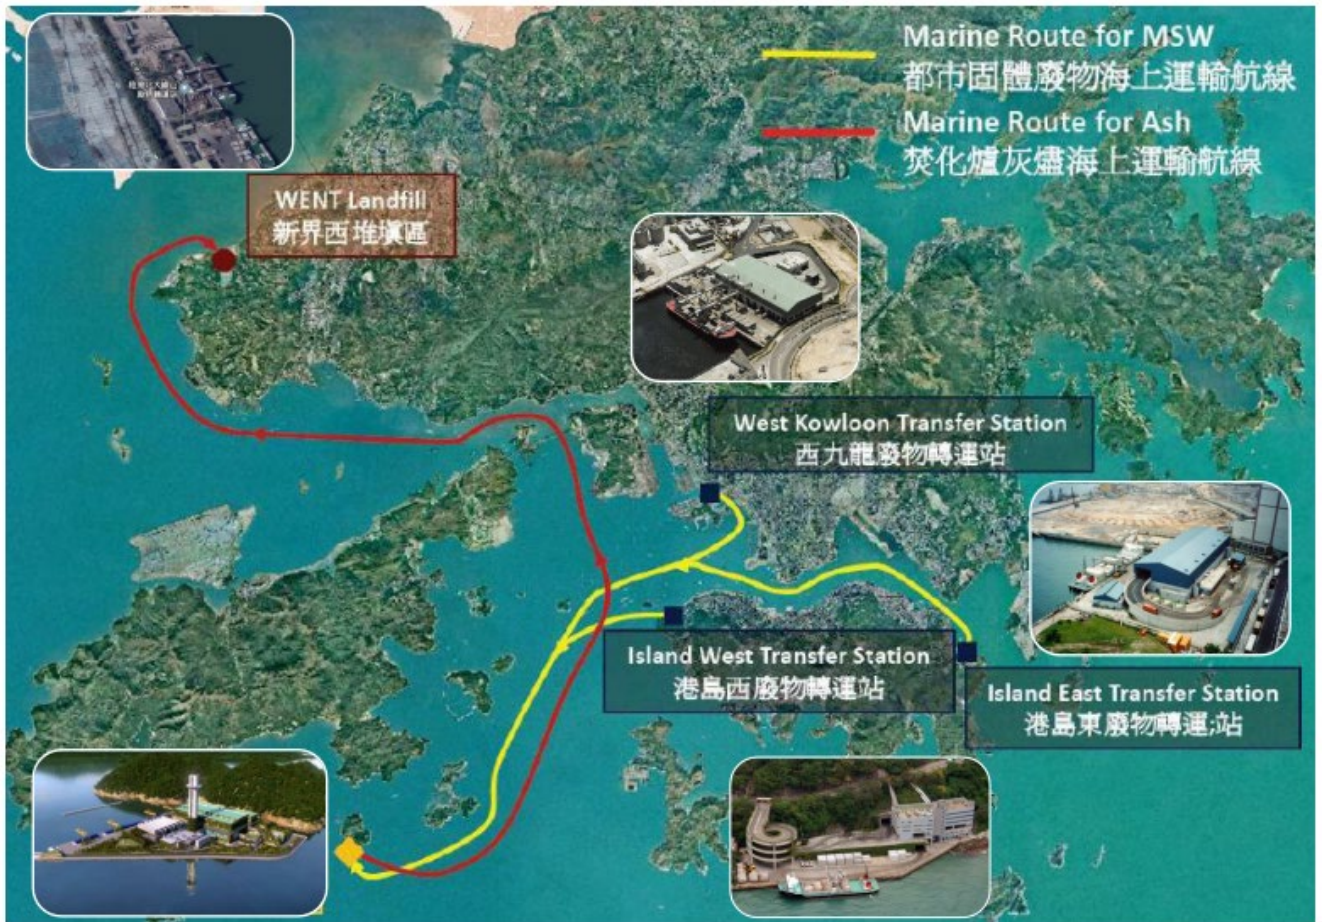 Marine Route for MSW
都市固體廢物海上運輸航線
Marine Route for Ash
焚化爐灰燼海上運輸航線
WENT Landfill
新界西堆填區
West Kowloon Transfer Station
西九龍廢物轉運站
Island West Transfer Station
港島西廢物轉運站
Island East Transfer Station
港島東廢物轉運站